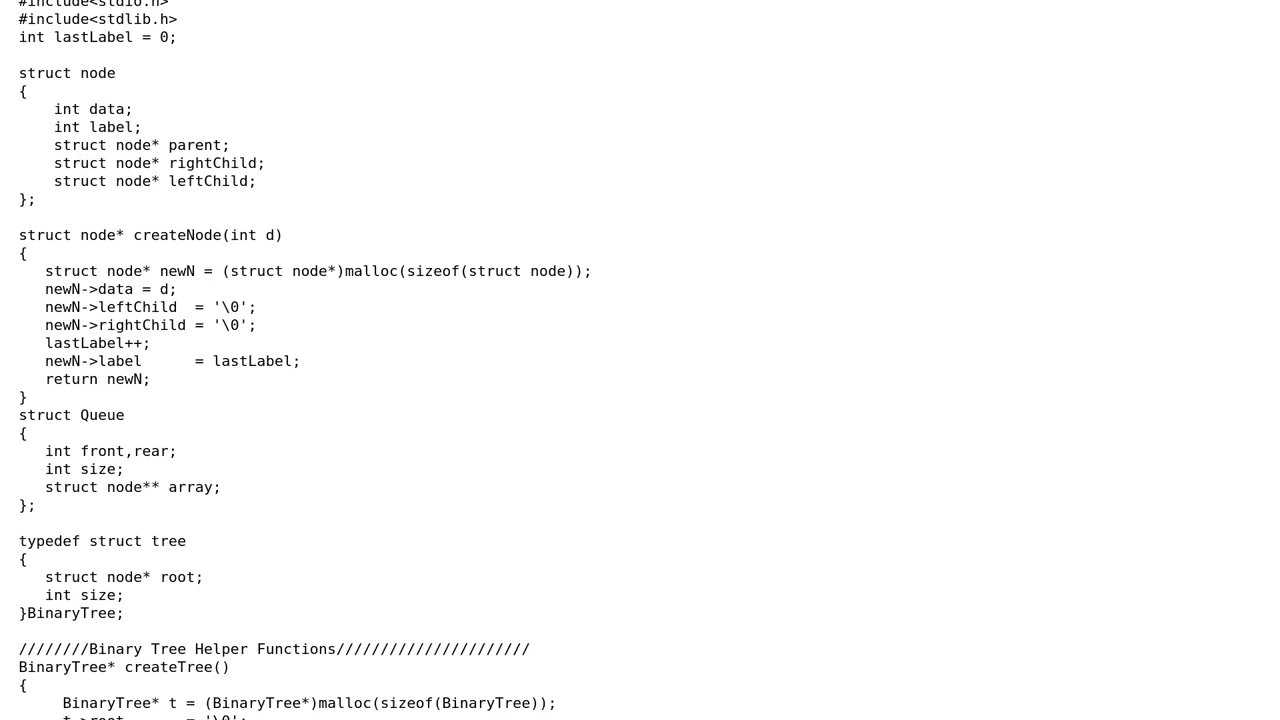 #include<stdio.h>
#include<stdlib.h>
int lastLabel = 0;

struct node
{
    int data;
    int label;
    struct node* parent;
    struct node* rightChild;
    struct node* leftChild;
};

struct node* createNode(int d)
{
   struct node* newN = (struct node*)malloc(sizeof(struct node));
   newN->data = d;
   newN->leftChild  = '\0';
   newN->rightChild = '\0';
   lastLabel++;
   newN->label      = lastLabel;
   return newN;
}
struct Queue
{
   int front,rear;
   int size;
   struct node** array;
};

typedef struct tree
{
   struct node* root;
   int size;
}BinaryTree;

////////Binary Tree Helper Functions//////////////////////
BinaryTree* createTree()
{
     BinaryTree* t = (BinaryTree*)malloc(sizeof(BinaryTree));
     t->root       = '\0';